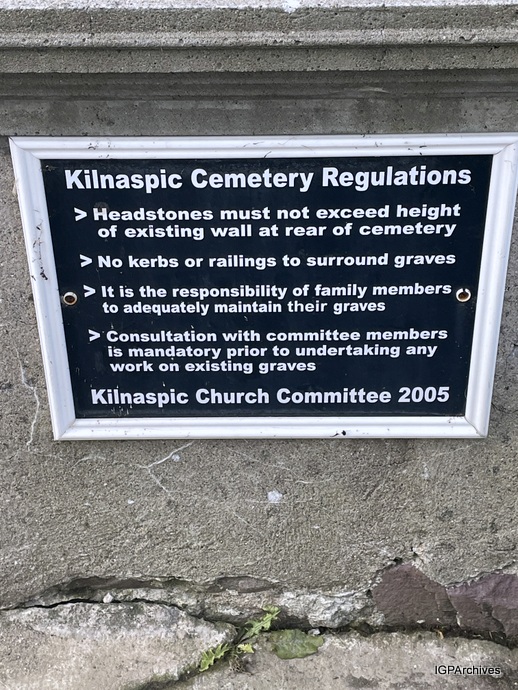 Kilnaspic Cemetery Regulations
> Headstones must not exceed height
of existing wall at rear of cemetery
> No kerbs or railings to surround graves
> It is the responsibility of family members
to adequately maintain their graves
> Consultation with committee members
is mandatory prior to undertaking any
work on existing graves
Kilnaspic Church Committee 2005
IGPArchives